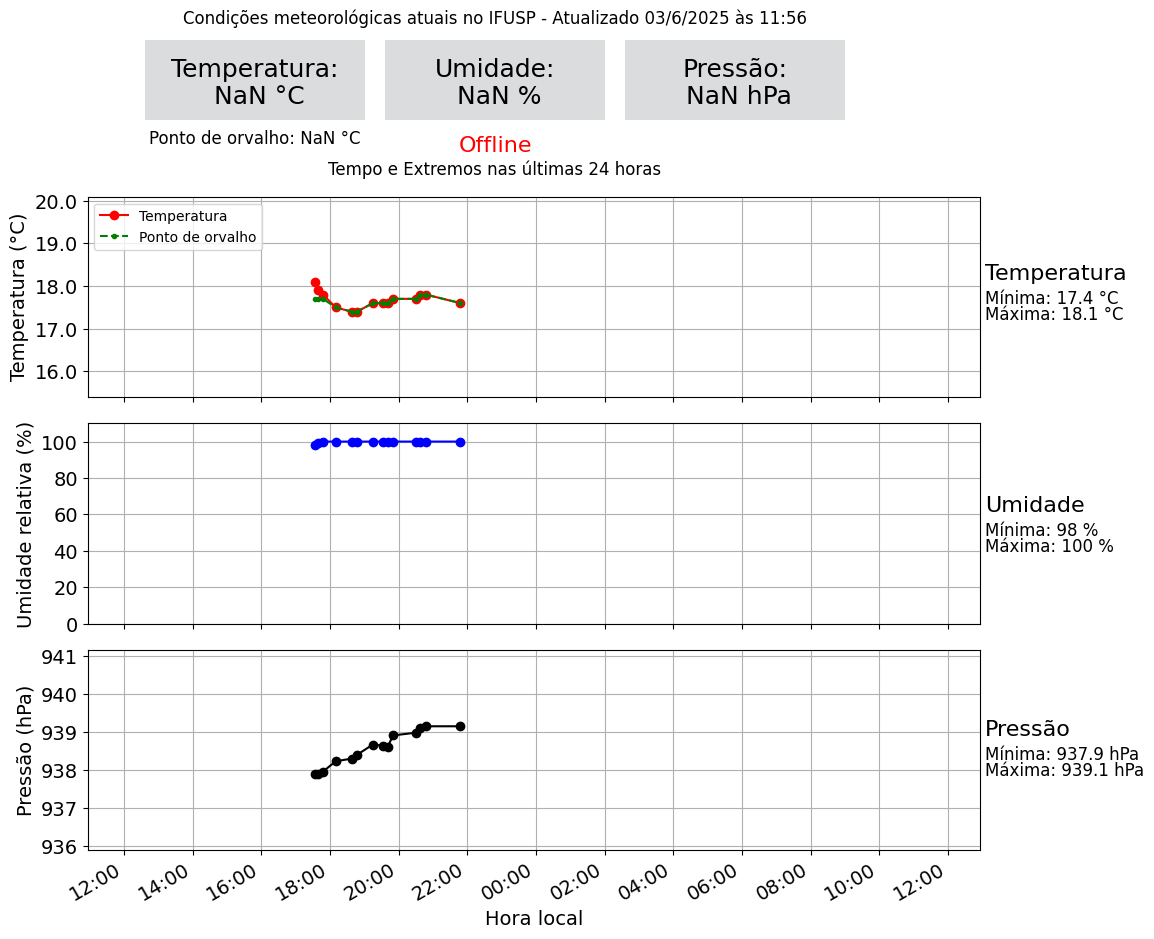 Condições meteorológicas atuais no IFUSP - Atualizado 03/6/2025 às 11:56
Temperatura:
NaN °C
Umidade:
NaN %
Pressão:
NaN hPa
Ponto de orvalho: NaN °C
Offline
Tempo e Extremos nas últimas 24 horas
Temperatura (°C)
20.0
19.0
18.0
17.0
16.0
Temperatura
Ponto de orvalho
Temperatura
Mínima: 17.4 °C
Máxima: 18.1 °C
Umidade relativa (%)
100
80
60
40
20
0
Umidade
Mínima: 98 %
Máxima: 100 %
Pressão (hPa)
941
940
939
938
937
936
Pressão
Mínima: 937.9 hPa
Máxima: 939.1 hPa
12:00 14:00 16:00 18:00 20:00 22:00 00:00 02:00 04:00 06:00 08:00 10:00 12:00
Hora local